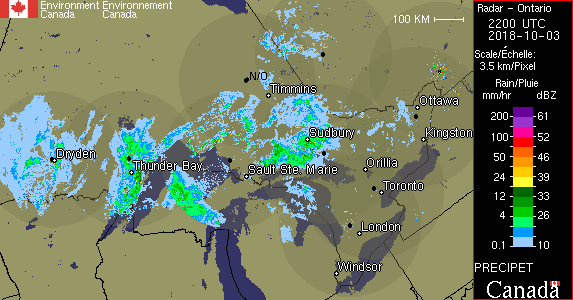 Environment Environnement
Canada Canada
100 KM
N/O
Timmins
Ottawa
Sudbury
Kingston
Dryden
Thunder Bay
Sault Ste. Marie
Orillia
Toronto
London
Windsor
Radar - Ontario
2200 UTC
2018-10-03
Scale/Échelle:
3.5 km/Pixel
Rain/Pluie
mm/hr dBZ
200 61
100 52
50 46
24 39
12 33
4 26
0.1 10
PRECIPET
Canada